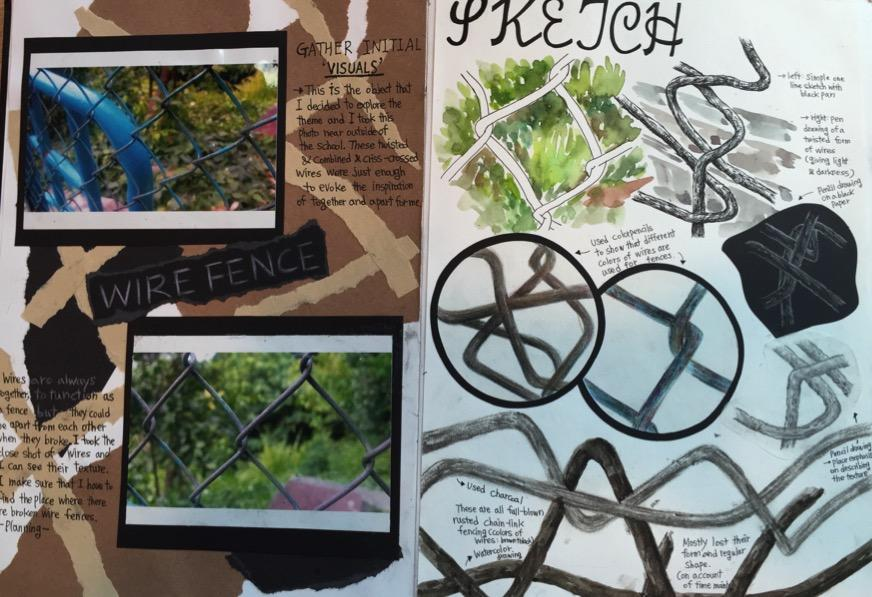 GATHER INITIAL
'VISUALS'
→This is the object that
I decided to explore the
theme and I took this
Photo near outside of
the school. These twisted
& Combined & Criss-crossed
Wires were Just enough
to evoke the inspiration
of Together and apart for me.
WIRE FENCE
Wires are always
together, to function as
a fence but they could
be apart from each other
when they broke. I took the
close shot of wires and
I can see their texture.
I make sure that I have to
find the place where there
are broken wire fences.
-Planning-
SKETCH
→left simple one
line sketch with
black pen
→right pen
drawing of a
twisted form
of wires
(giving light
& darkness)
Pencil drawing
on a black
paper
Used colorpencils
to show that different
colors of wires are
used for fences.
Pencil drawing
→place emphasis
on describing
the texture
→Used Charcoal
These are all full-blown
rusted chain-link
fencing (colors of
wires: brown, black)
Watercolor
drawing
Mostly lost their
form and regular
shape.
(on account
of time mainly